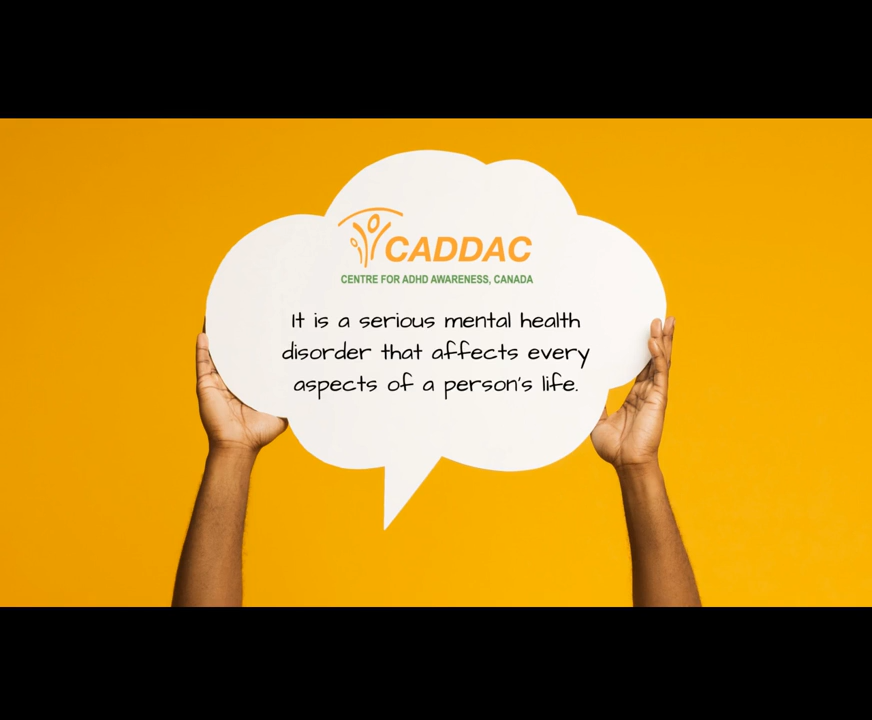 CADDAC
CENTRE FOR ADHD AWARENESS, CANADA
It is a serious mental health
disorder that affects every
aspects of a person's life.